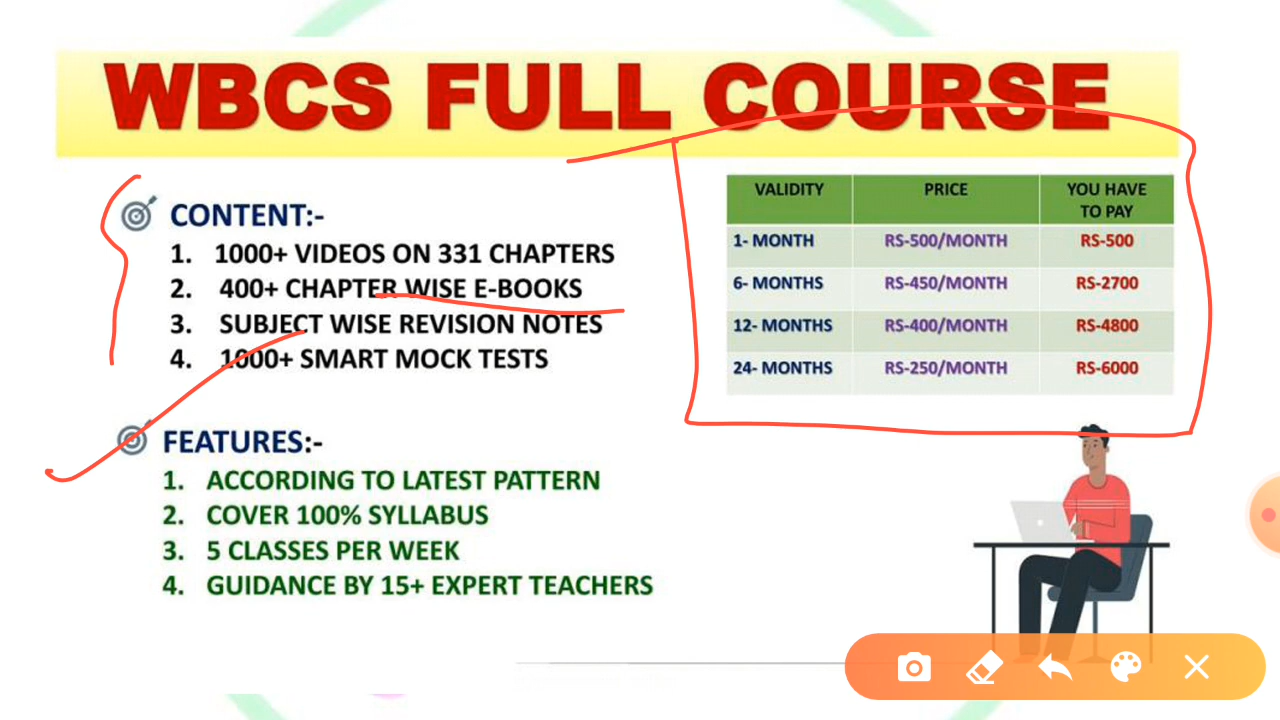 WBCS FULL COURSE
CONTENT:-
1. 1000+ VIDEOS ON 331 CHAPTERS
2. 400+ CHAPTER WISE E-BOOKS
3. SUBJECT WISE REVISION NOTES
4. 1000+ SMART MOCK TESTS
FEATURES:-
1. ACCORDING TO LATEST PATTERN
2. COVER 100% SYLLABUS
3. 5 CLASSES PER WEEK
4. GUIDANCE BY 15+ EXPERT TEACHERS
VALIDITY PRICE YOU HAVE
TO PAY
1- MONTH RS-500/MONTH RS-500
6- MONTHS RS-450/MONTH RS-2700
12- MONTHS RS-400/MONTH RS-4800
24- MONTHS RS-250/MONTH RS-6000